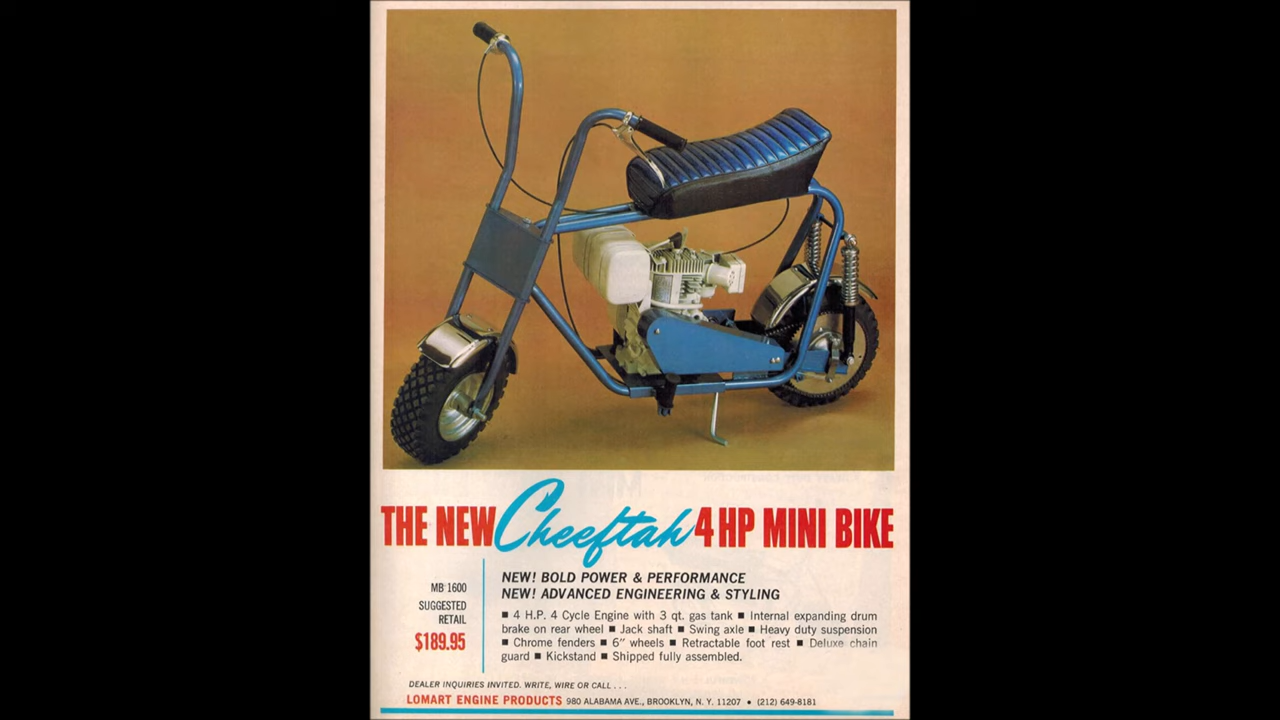 THE NEW Cheeftah 4 HP MINI BIKE
MB 1600
SUGGESTED
RETAIL
$189.95
NEW! BOLD POWER & PERFORMANCE
NEW! ADVANCED ENGINEERING & STYLING
■ 4 H.P. 4 Cycle Engine with 3 qt. gas tank ■ Internal expanding drum
brake on rear wheel ■ Jack shaft ■ Swing axle ■ Heavy duty suspension
■ Chrome fenders ■ 6" wheels ■ Retractable foot rest ■ Deluxe chain
guard ■ Kickstand ■ Shipped fully assembled.
DEALER INQUIRIES INVITED. WRITE, WIRE OR CALL . . .
LOMART ENGINE PRODUCTS 980 ALABAMA AVE., BROOKLYN, N. Y. 11207 • (212) 649-8181